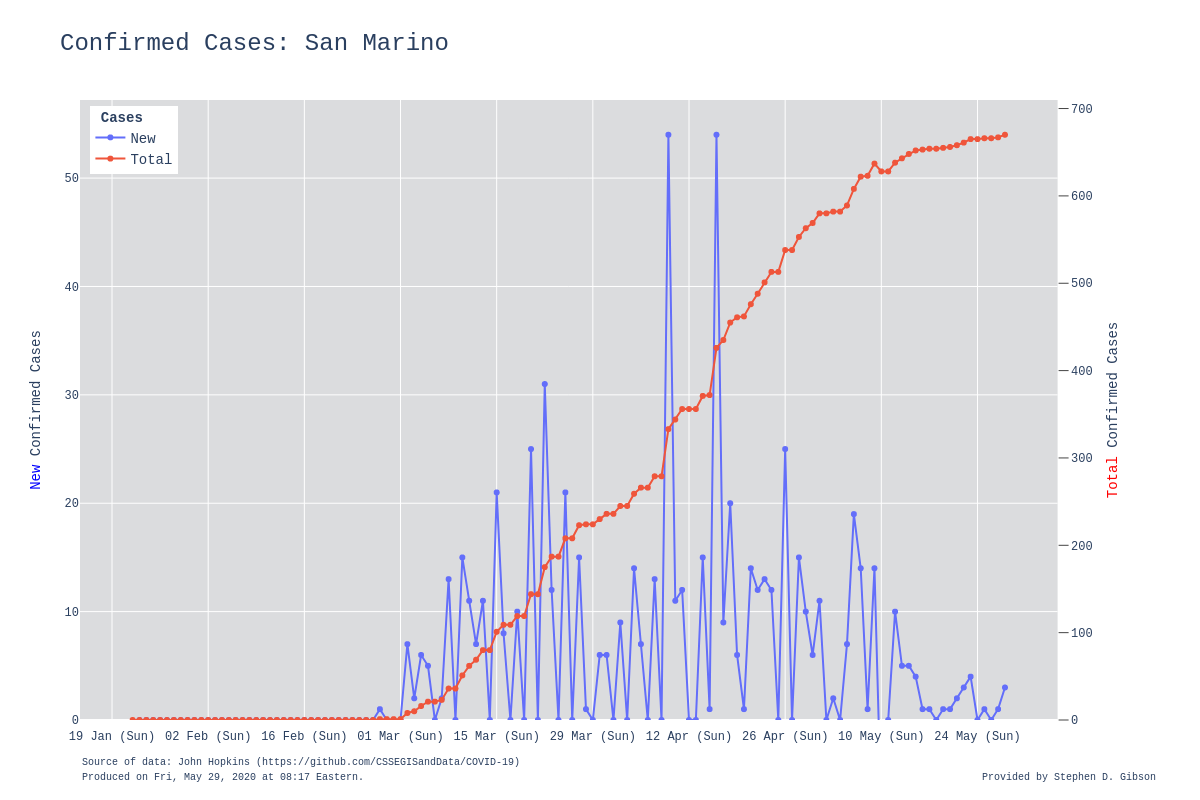 Confirmed Cases: San Marino
Cases
New
Total
50
40
30
20
10
0
700
600
500
400
300
200
100
0
New Confirmed Cases
Total Confirmed Cases
19 Jan (Sun) 02 Feb (Sun) 16 Feb (Sun) 01 Mar (Sun) 15 Mar (Sun) 29 Mar (Sun) 12 Apr (Sun) 26 Apr (Sun) 10 May (Sun) 24 May (Sun)
Source of data: John Hopkins (https://github.com/CSSEGISandData/COVID-19)
Produced on Fri, May 29, 2020 at 08:17 Eastern.
Provided by Stephen D. Gibson